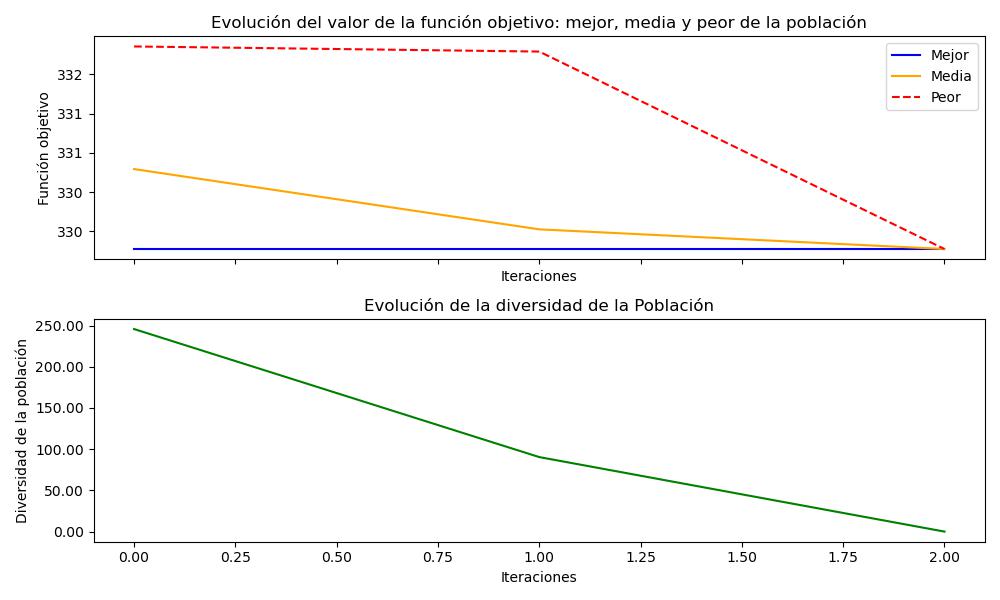 Evolución del valor de la función objetivo: mejor, media y peor de la población
Función objetivo
332
331
331
330
330
Mejor
Media
Peor
Iteraciones
Evolución de la diversidad de la Población
Diversidad de la población
250.00
200.00
150.00
100.00
50.00
0.00
0.00 0.25 0.50 0.75 1.00 1.25 1.50 1.75 2.00
Iteraciones